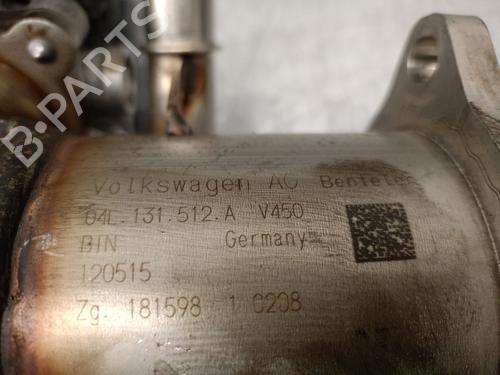 B-PARTS
Volkswagen AG Benteler
04L.131.512.A V450
BIN Germany
120515
Zg. 181598 1 0208